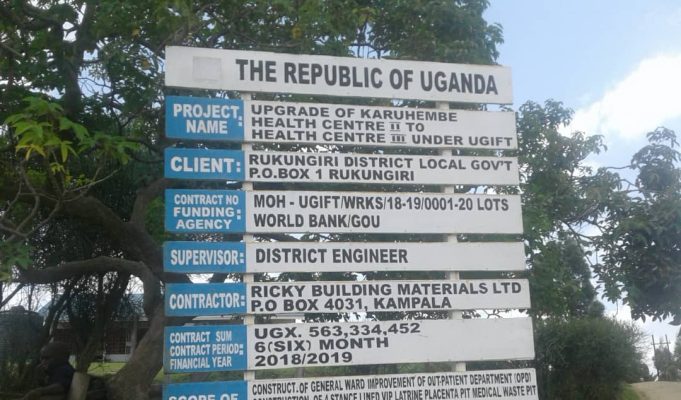 THE REPUBLIC OF UGANDA
PROJECT NAME: UPGRADE OF KARUHEMBE
HEALTH CENTRE II TO
HEALTH CENTRE III UNDER UGIFT
CLIENT: RUKUNGIRI DISTRICT LOCAL GOV'T
P.O.BOX 1 RUKUNGIRI
CONTRACT NO MOH - UGIFT/WRKS/18-19/0001-20 LOTS
FUNDING AGENCY: WORLD BANK/GOU
SUPERVISOR: DISTRICT ENGINEER
CONTRACTOR: RICKY BUILDING MATERIALS LTD
P.O BOX 4031, KAMPALA
CONTRACT SUM UGX. 563,334,452
CONTRACT PERIOD: 6(SIX) MONTH
FINANCIAL YEAR 2018/2019
SCOPE OF CONSTRUCT. OF GENERAL WARD IMPROVEMENT OF OUT-PATIENT DEPARTMENT (OPD)
CONSTRUCTION OF 4 STANCE LINED VIP LATRINE PLACENTA PIT MEDICAL WASTE PIT